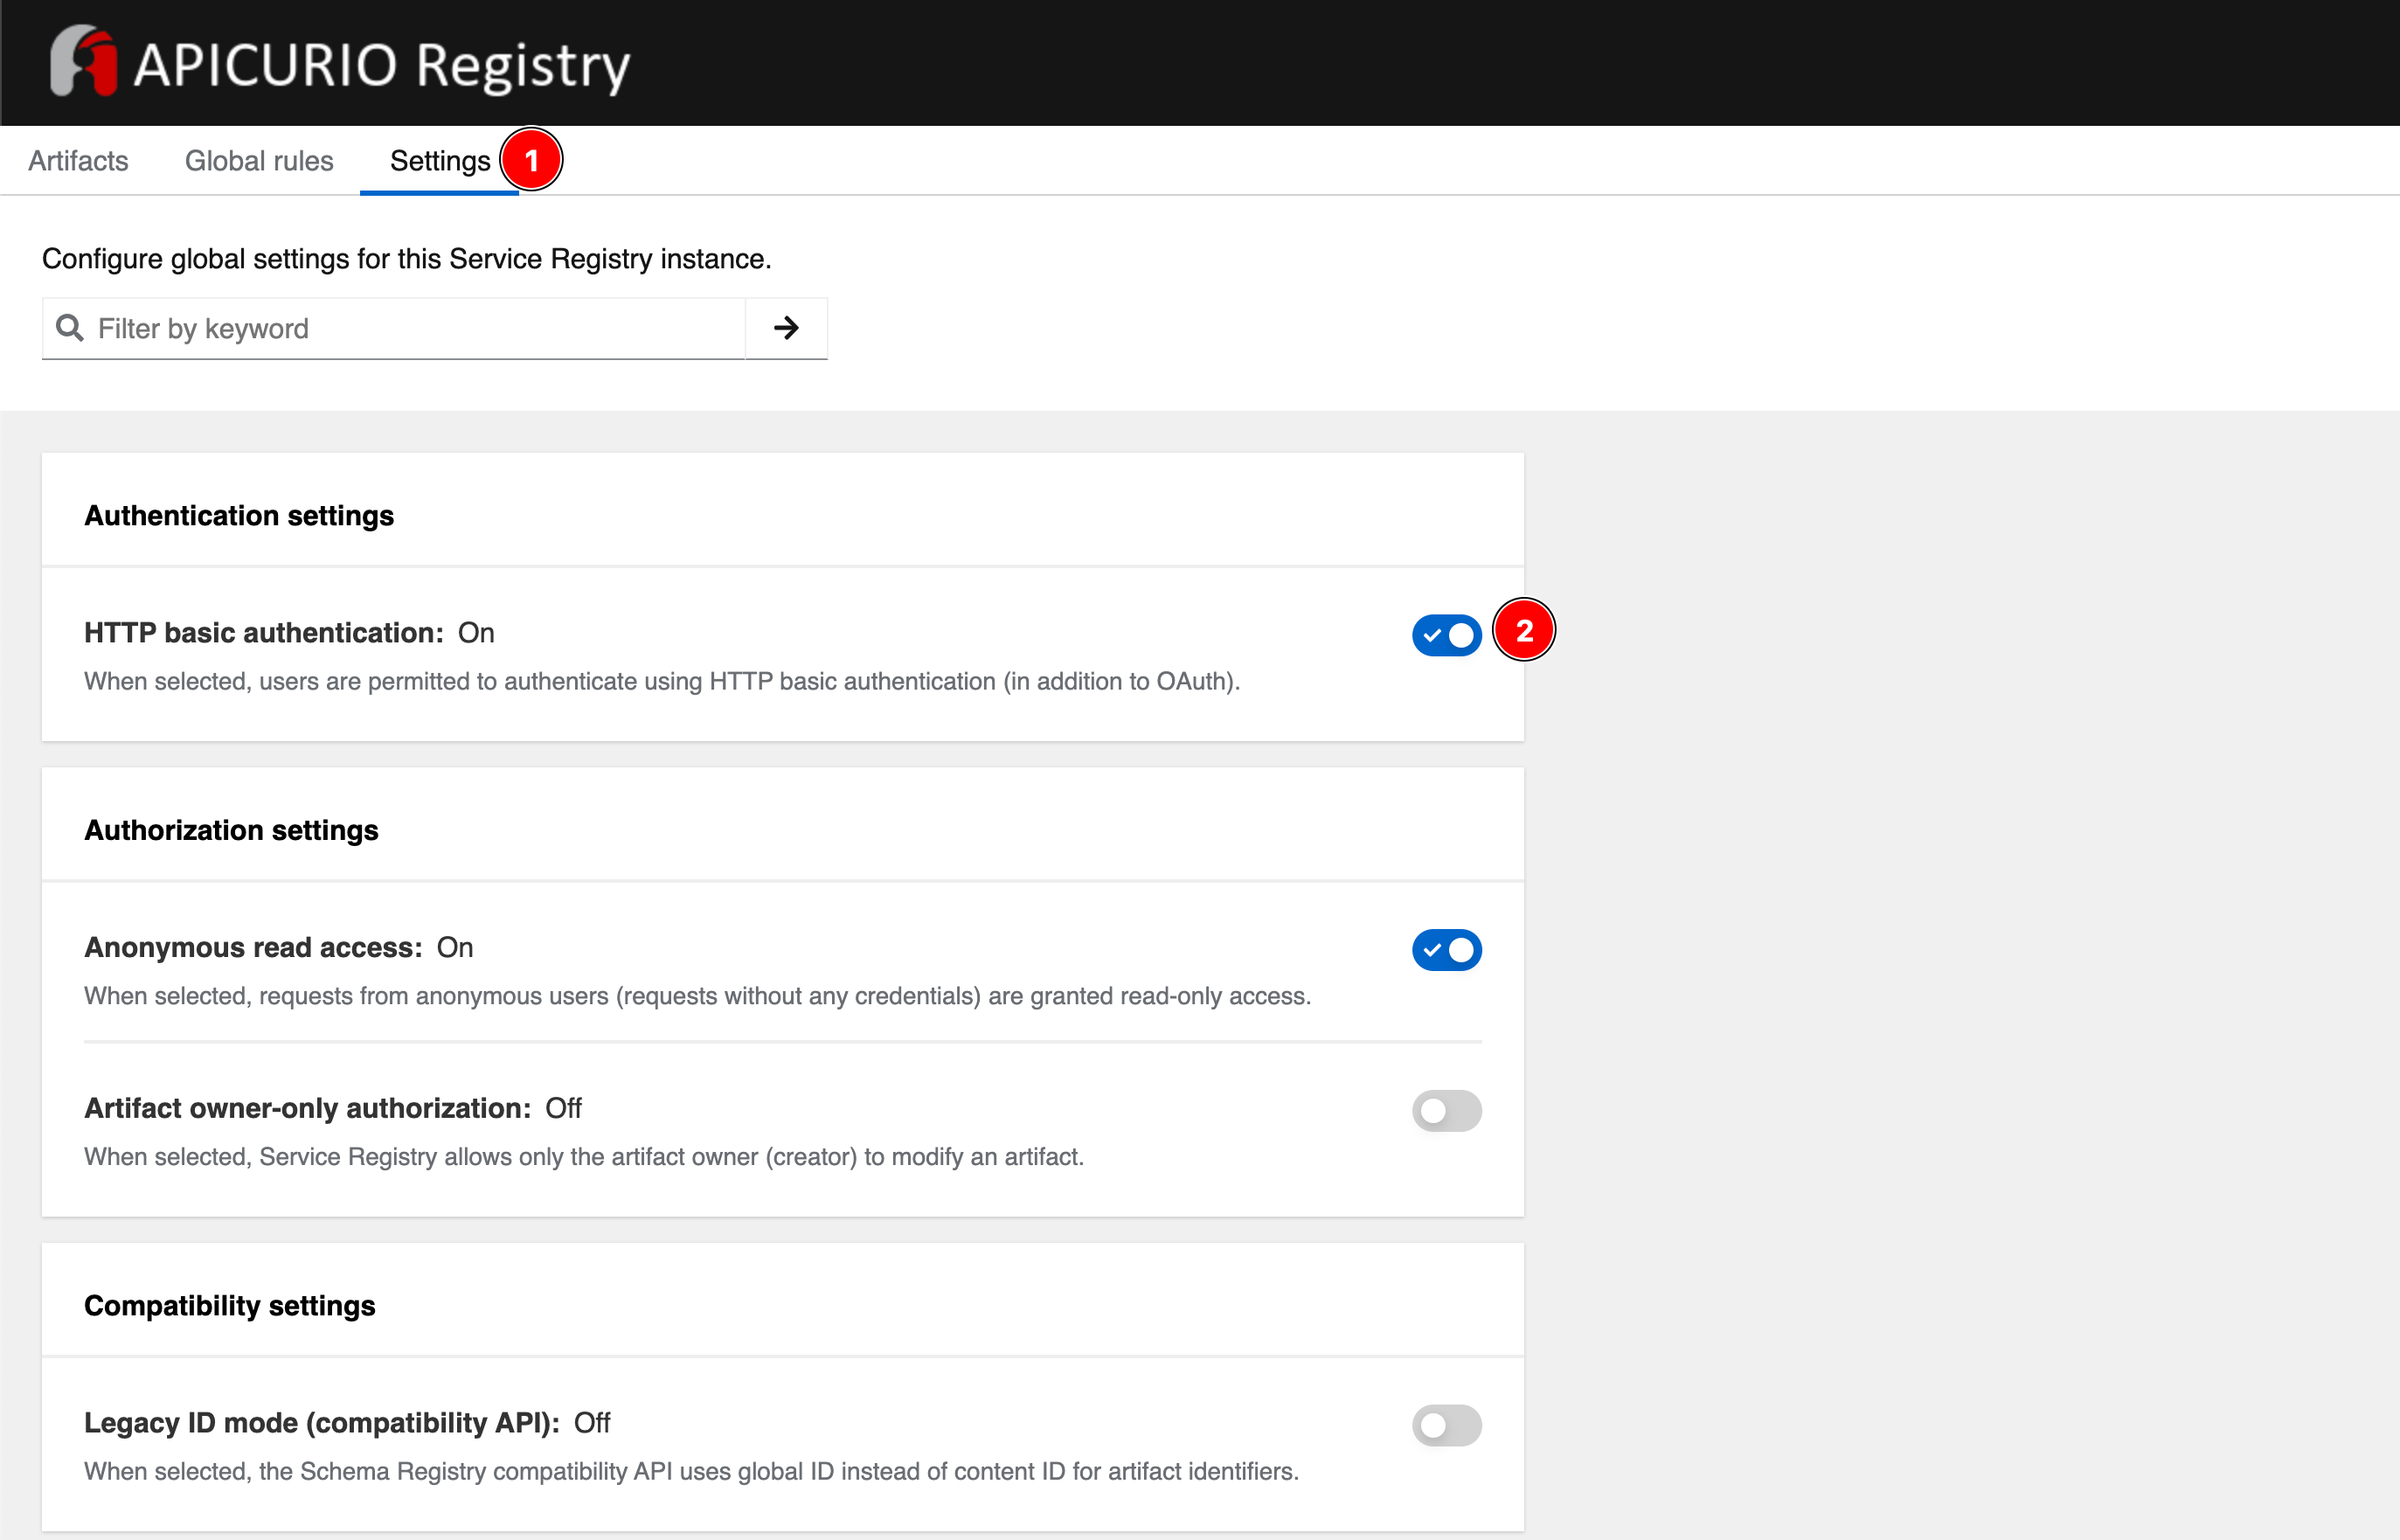 APICURIO Registry
Artifacts Global rules Settings 1
Configure global settings for this Service Registry instance.
Filter by keyword
Authentication settings
HTTP basic authentication: On
2
When selected, users are permitted to authenticate using HTTP basic authentication (in addition to OAuth).
Authorization settings
Anonymous read access: On
When selected, requests from anonymous users (requests without any credentials) are granted read-only access.
Artifact owner-only authorization: Off
When selected, Service Registry allows only the artifact owner (creator) to modify an artifact.
Compatibility settings
Legacy ID mode (compatibility API): Off
When selected, the Schema Registry compatibility API uses global ID instead of content ID for artifact identifiers.